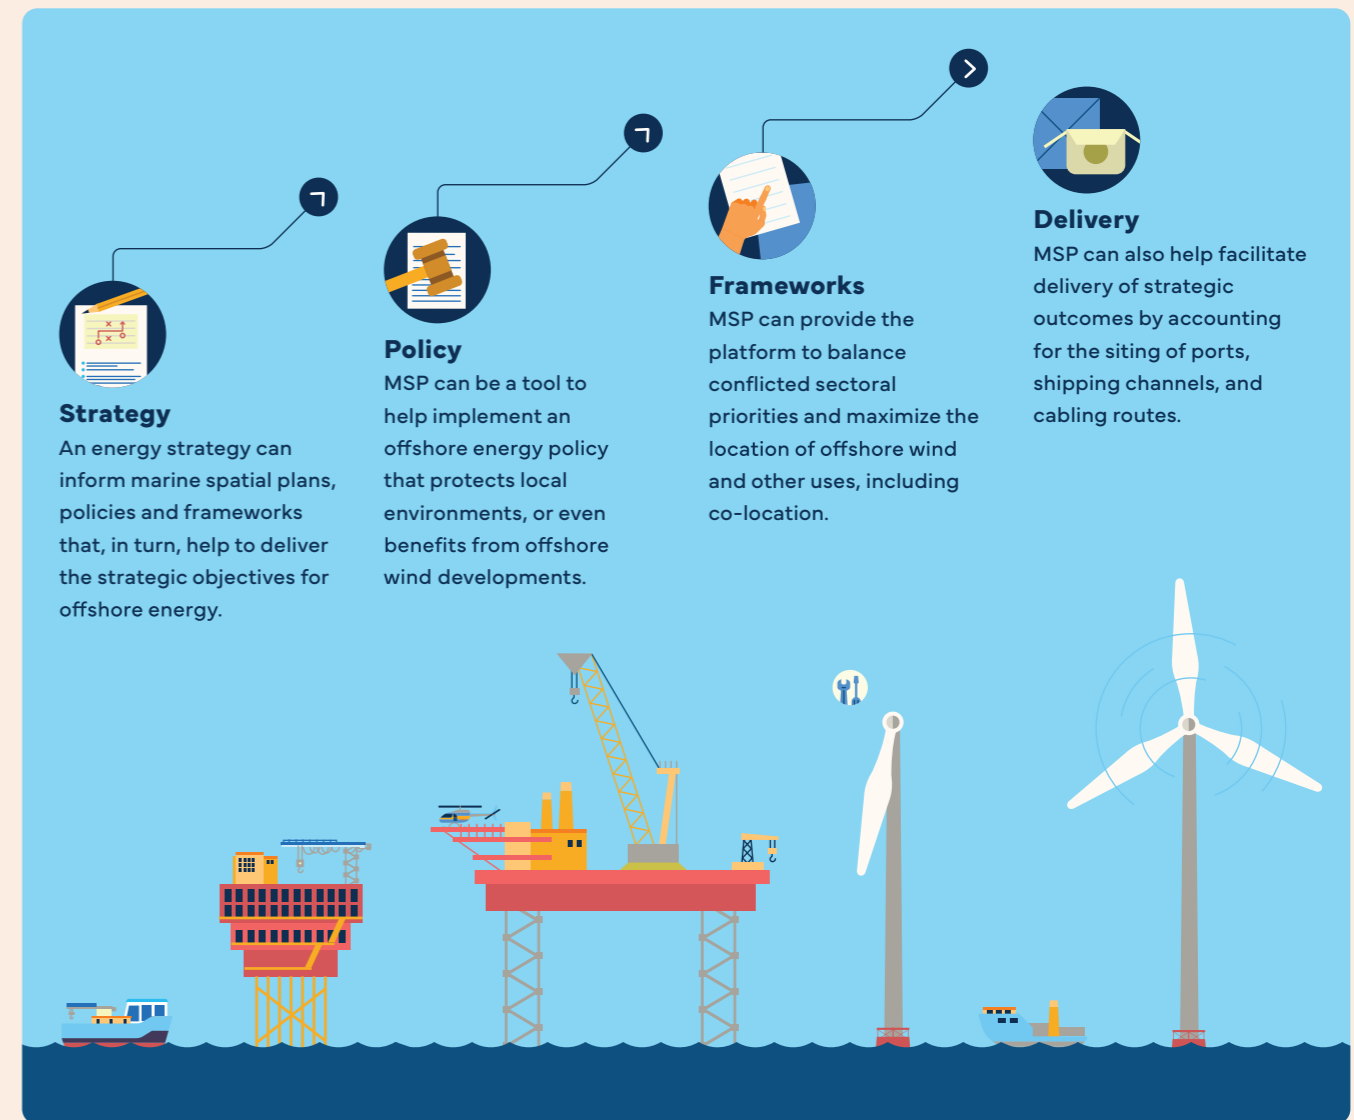 Strategy
An energy strategy can
inform marine spatial plans,
policies and frameworks
that, in turn, help to deliver
the strategic objectives for
offshore energy.
Policy
MSP can be a tool to
help implement an
offshore energy policy
that protects local
environments, or even
benefits from offshore
wind developments.
Frameworks
MSP can provide the
platform to balance
conflicted sectoral
priorities and maximize the
location of offshore wind
and other uses, including
co-location.
Delivery
MSP can also help facilitate
delivery of strategic
outcomes by accounting
for the siting of ports,
shipping channels, and
cabling routes.